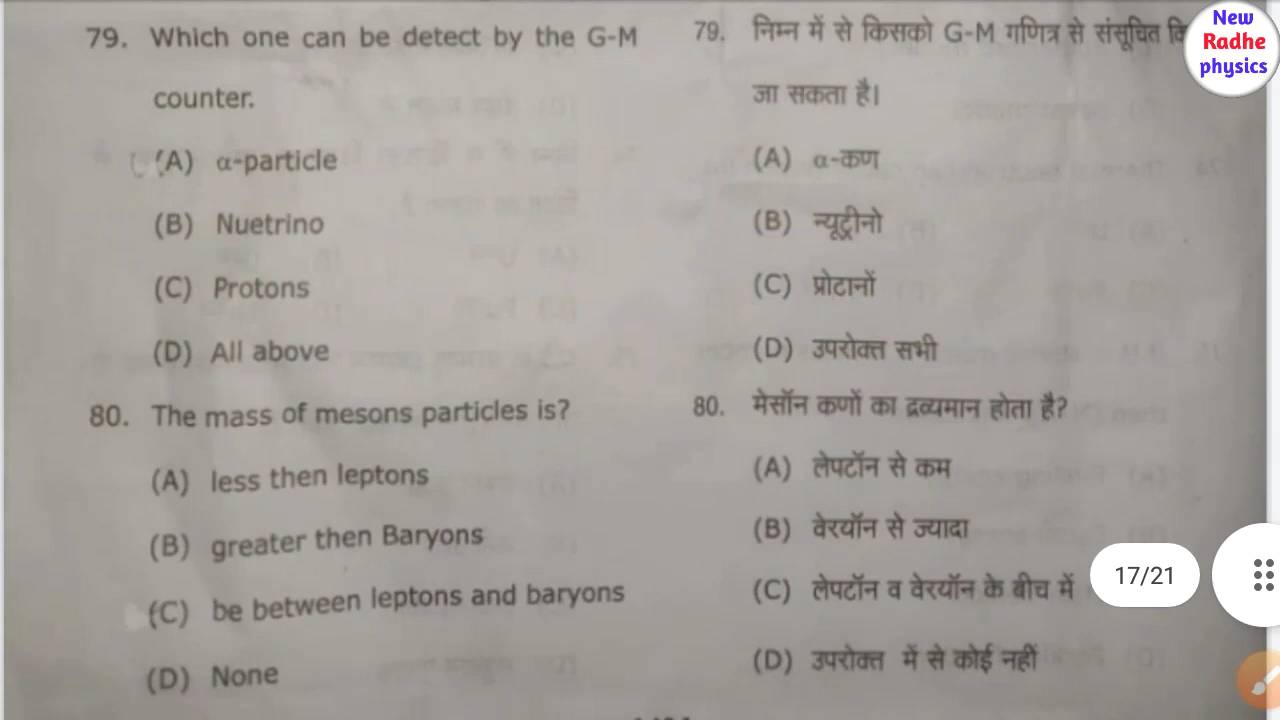 79. Which one can be detect by the G-M
counter.
(A) α-particle
(B) Nuetrino
(C) Protons
(D) All above
80. The mass of mesons particles is?
(A) less then leptons
(B) greater then Baryons
(C) be between leptons and baryons
(D) None
79. निम्न में से किसको G-M गणित्र से संसूचित
जा सकता है।
(A) α-कण
(B) न्यूट्रीनो
(C) प्रोटानों
(D) उपरोक्त सभी
80. मेसॉन कणों का द्रव्यमान होता है?
(A) लेपटॉन से कम
(B) वेरयॉन से ज्यादा
(C) लेपटॉन व वेरयॉन के बीच में
(D) उपरोक्त में से कोई नहीं
New
Radhe
physics
17/21